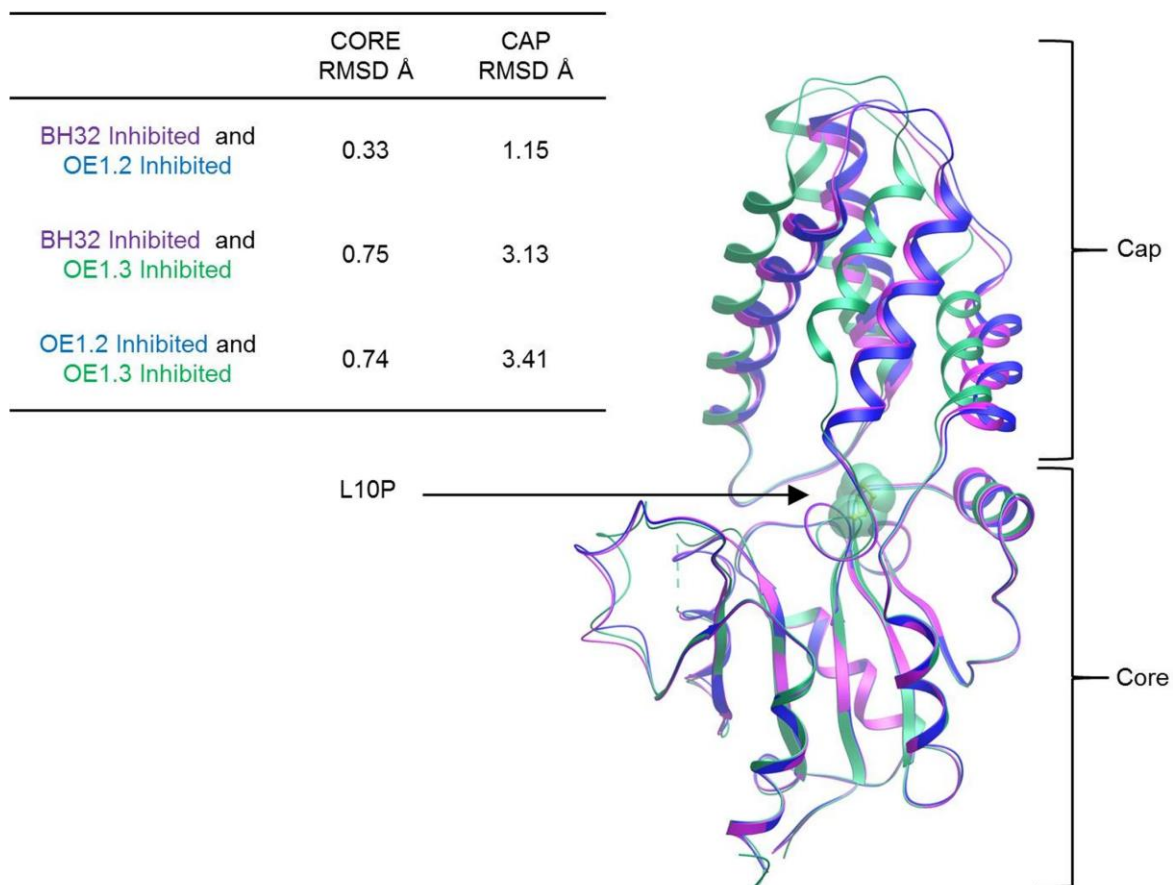 CORE RMSD Å CAP RMSD Å
BH32 Inhibited and
OE1.2 Inhibited
0.33 1.15
BH32 Inhibited and
OE1.3 Inhibited
0.75 3.13
OE1.2 Inhibited and
OE1.3 Inhibited
0.74 3.41
L10P
Cap
Core